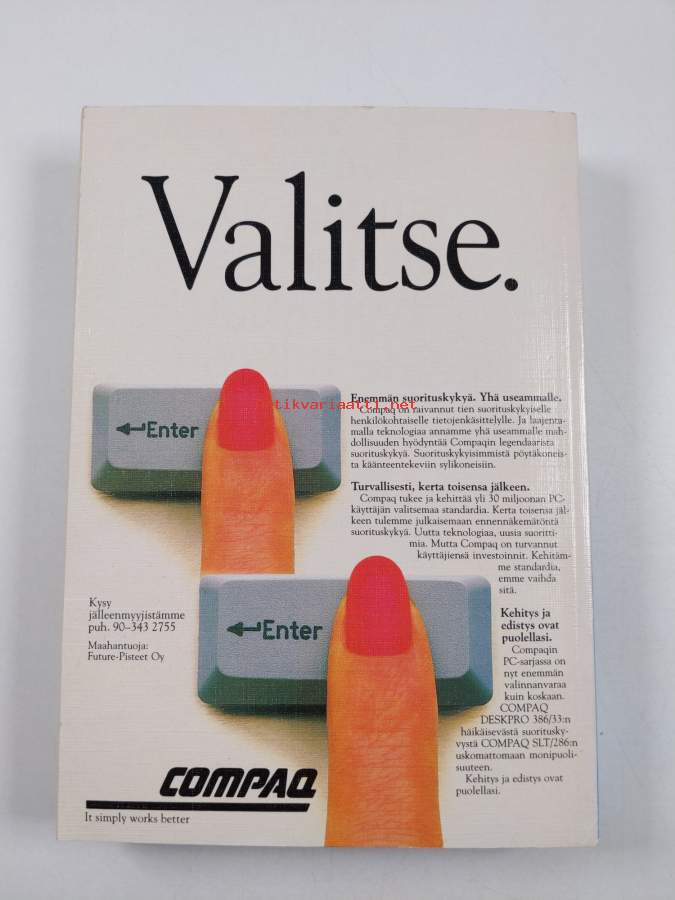 Valitse.
Enter
Enemmän suorituskykyä. Yhä useammalle.
Compaq on raivannut tien suorituskykyiselle
henkilökohtaiselle tietojenkäsittelylle. Ja laajenta-
malla teknologiaa annamme yhä useammalle mah-
dollisuuden hyödyntää Compaqin legendaarista
suorituskykyä. Suorituskykyisimmistä pöytäkoneis-
ta käänteentekeviin sylikoneisiin.
Turvallisesti, kerta toisensa jälkeen.
Compaq tukee ja kehittää yli 30 miljoonan PC-
käyttäjän valitsemaa standardia. Kerta toisensa jäl-
keen tulemme julkaisemaan ennennäkemätöntä
suorituskykyä. Uutta teknologiaa, uusia suoritti-
mia. Mutta Compaq on turvannut
käyttäjiensä investoinnit. Kehitäm-
me standardia,
emme vaihda
sitä.
Kehitys ja
edistys ovat
puolellasi.
Compaqin
PC-sarjassa on
nyt enemmän
valinnanvaraa
kuin koskaan.
COMPAQ
DESKPRO 386/33:n
häikäisevästä suoritusky-
vystä COMPAQ SLT/286:n
uskomattomaan monipuoli-
suuteen.
Kehitys ja edistys ovat
puolellasi.
Kysy
jälleenmyyjistämme
puh. 90-343 2755
Maahantuoja:
Future-Pisteet Oy
Enter
COMPAQ
It simply works better